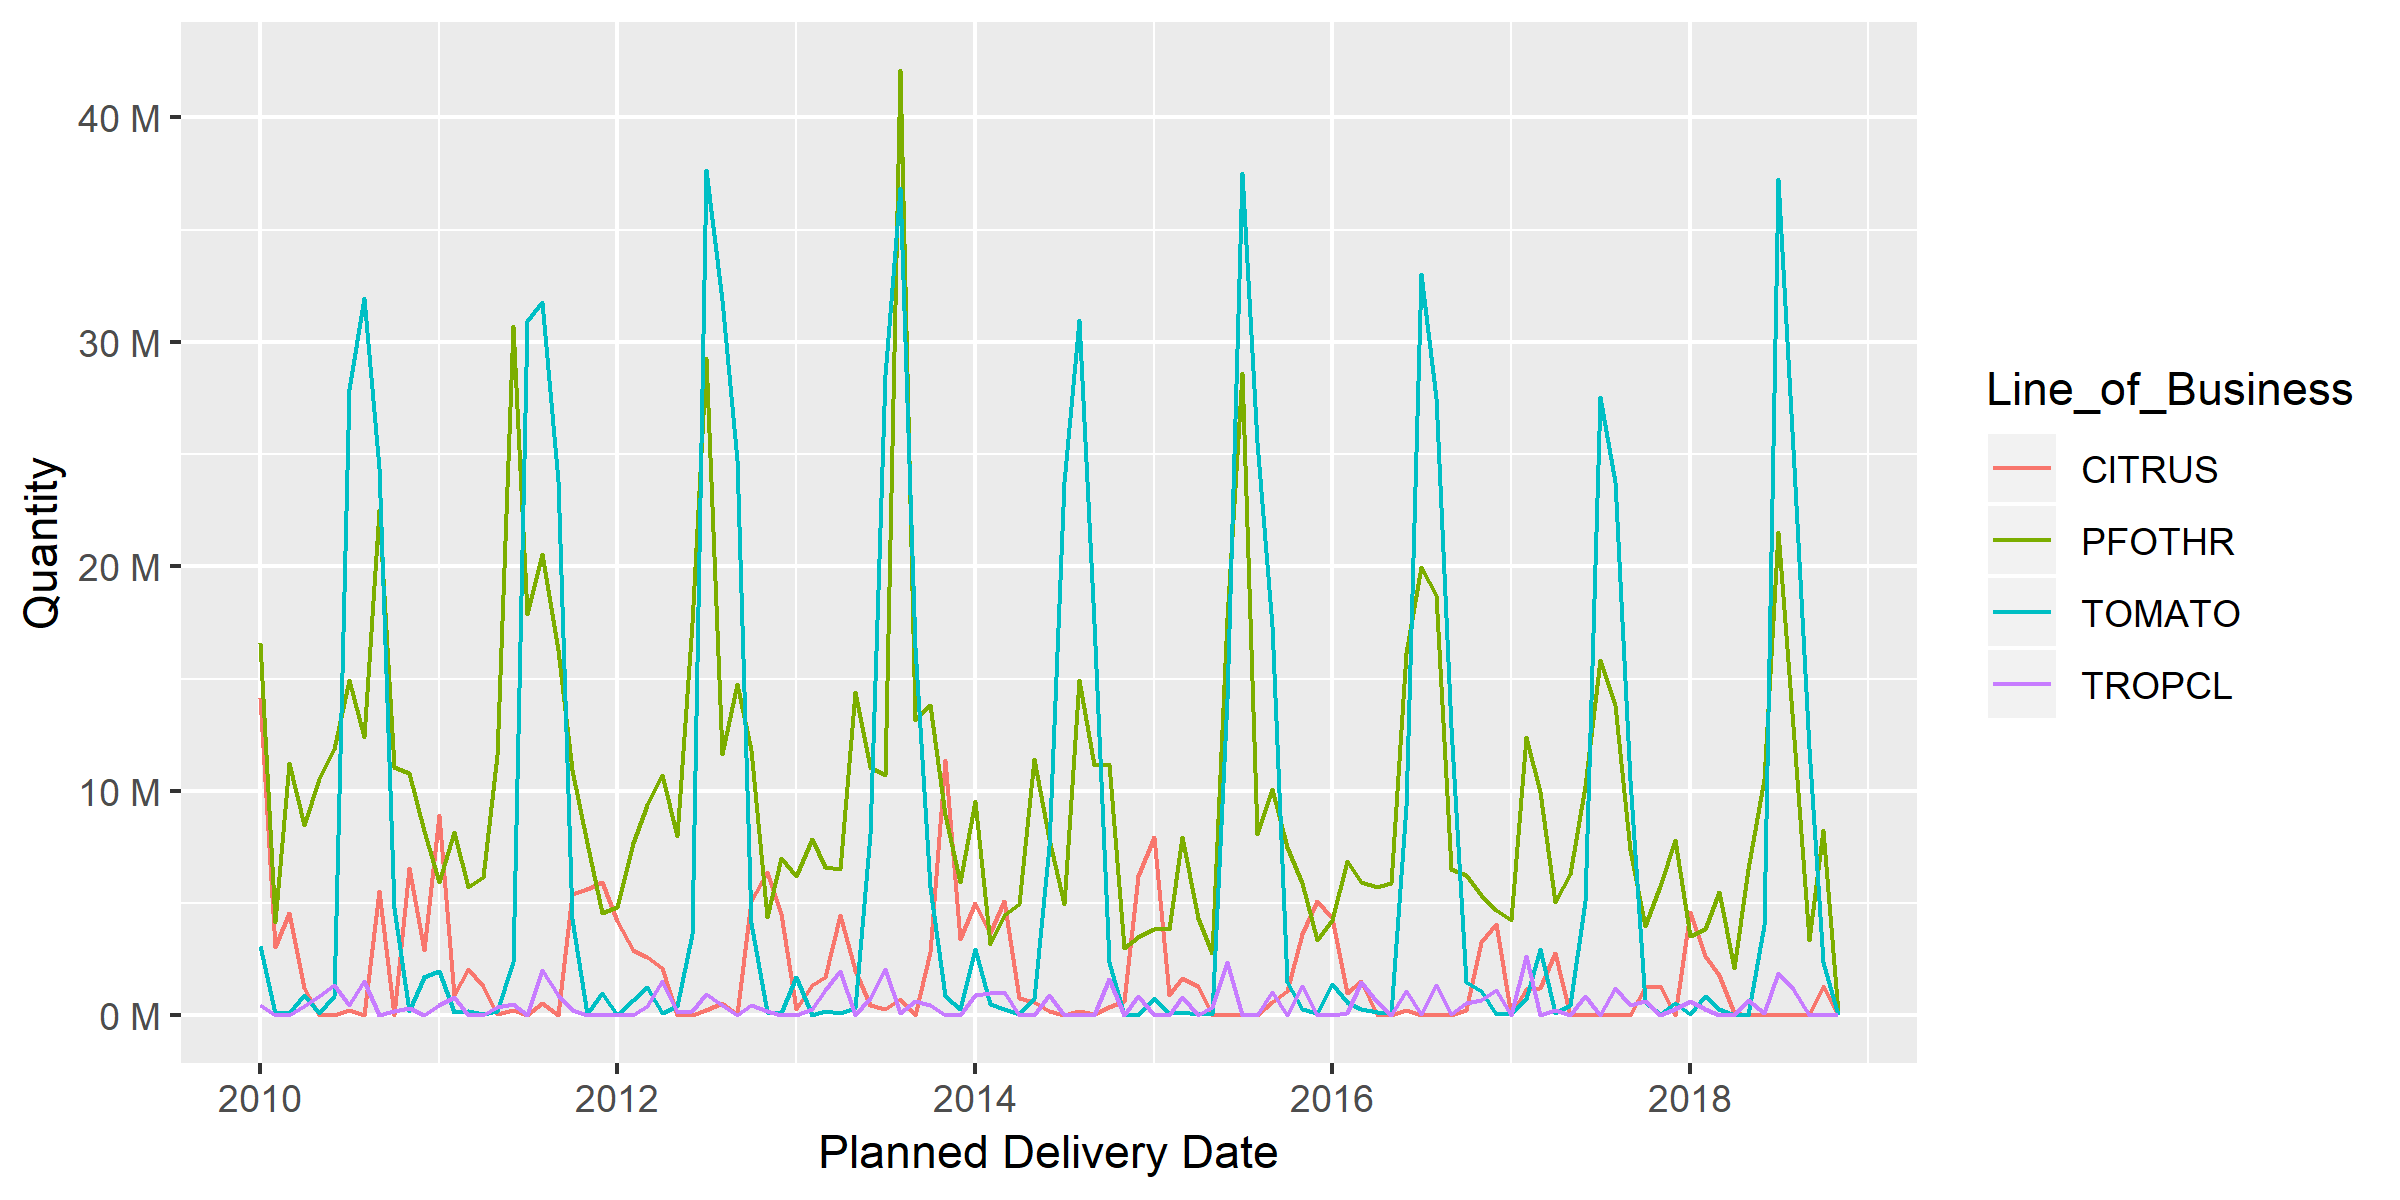 40 M
30 M
20 M
10 M
0 M
Quantity
2010 2012 2014 2016 2018
Planned Delivery Date
Line_of_Business
CITRUS
PFOTHR
TOMATO
TROPCL